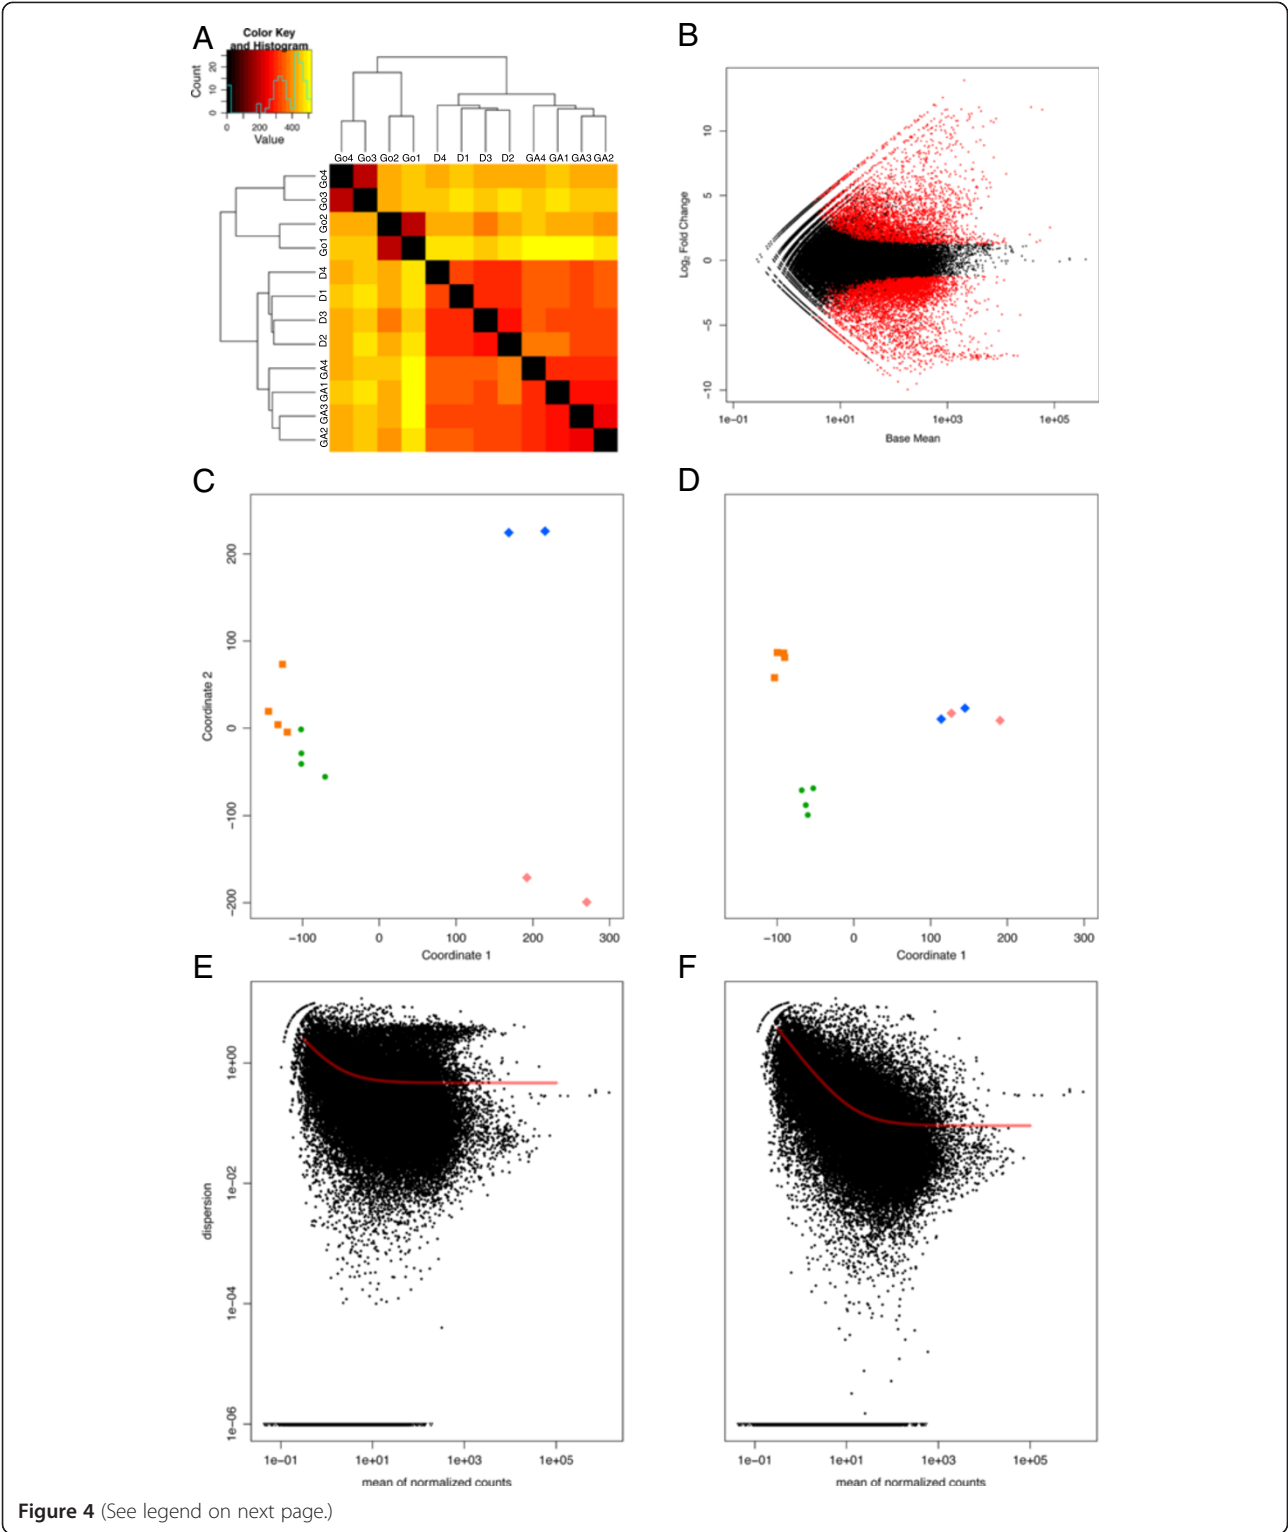 A
Color Key
and Histogram
Count
0 10 20
0 200 400
Value
Go4 Go3 Go2 Go1 D4 D1 D3 D2 GA4 GA1 GA3 GA2
Go4
Go3
Go2
Go1
D4
D1
D3
D2
GA4
GA1
GA3
GA2
B
Log2 Fold Change
10
5
0
−5
−10
1e−01 1e+01 1e+03 1e+05
Base Mean
C
Coordinate 2
200
100
0
−100
−200
−100 0 100 200 300
Coordinate 1
D
−100 0 100 200 300
Coordinate 1
E
dispersion
1e+00
1e−02
1e−04
1e−06
1e−01 1e+01 1e+03 1e+05
mean of normalized counts
F
1e−01 1e+01 1e+03 1e+05
mean of normalized counts
Figure 4 (See legend on next page.)